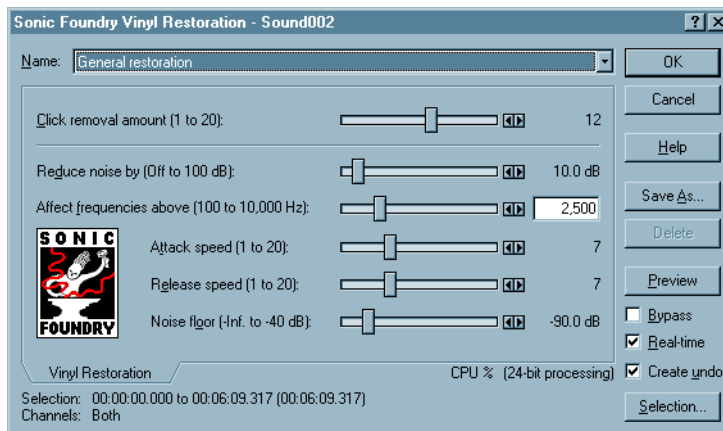 Sonic Foundry Vinyl Restoration - Sound002
Name: General restoration
OK
Cancel
Help
Save As...
Delete
Preview
Bypass
Real-time
Create undo
Selection...
Click removal amount (1 to 20): 12
Reduce noise by (Off to 100 dB): 10.0 dB
Affect frequencies above (100 to 10,000 Hz): 2,500
SONIC
FOUNDRY
Attack speed (1 to 20): 7
Release speed (1 to 20): 7
Noise floor (-Inf. to -40 dB): -90.0 dB
Vinyl Restoration
CPU % (24-bit processing)
Selection: 00:00:00.000 to 00:06:09.317 (00:06:09.317)
Channels: Both